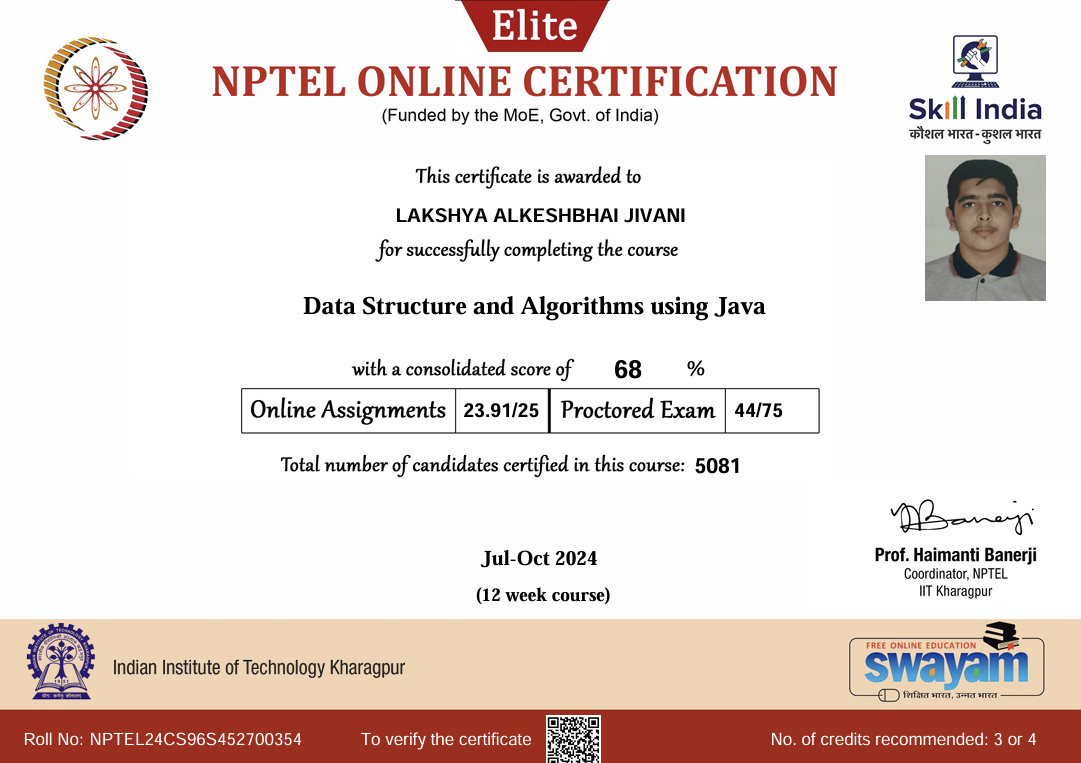 Elite
NPTEL ONLINE CERTIFICATION
(Funded by the MoE, Govt. of India)
Skill India
कौशल भारत - कुशल भारत
This certificate is awarded to
LAKSHYA ALKESHBHAI JIVANI
for successfully completing the course
Data Structure and Algorithms using Java
with a consolidated score of 68 %
Online Assignments 23.91/25 Proctored Exam 44/75
Total number of candidates certified in this course: 5081
Jul-Oct 2024
(12 week course)
Prof. Haimanti Banerji
Coordinator, NPTEL
IIT Kharagpur
Indian Institute of Technology Kharagpur
FREE ONLINE EDUCATION
swayam
शिक्षित भारत, उन्नत भारत
Roll No: NPTEL24CS96S452700354 To verify the certificate No. of credits recommended: 3 or 4